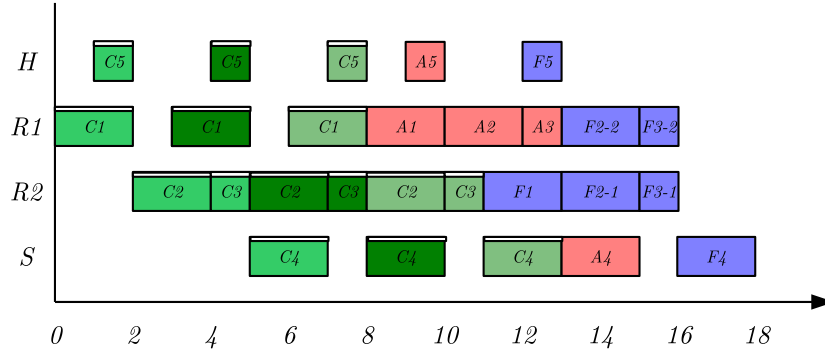 H C5 C5 C5 A5 F5
R1 C1 C1 C1 A1 A2 A3 F2-2 F3-2
R2 C2 C3 C2 C3 C2 C3 F1 F2-1 F3-1
S C4 C4 C4 A4 F4
0 2 4 6 8 10 12 14 16 18